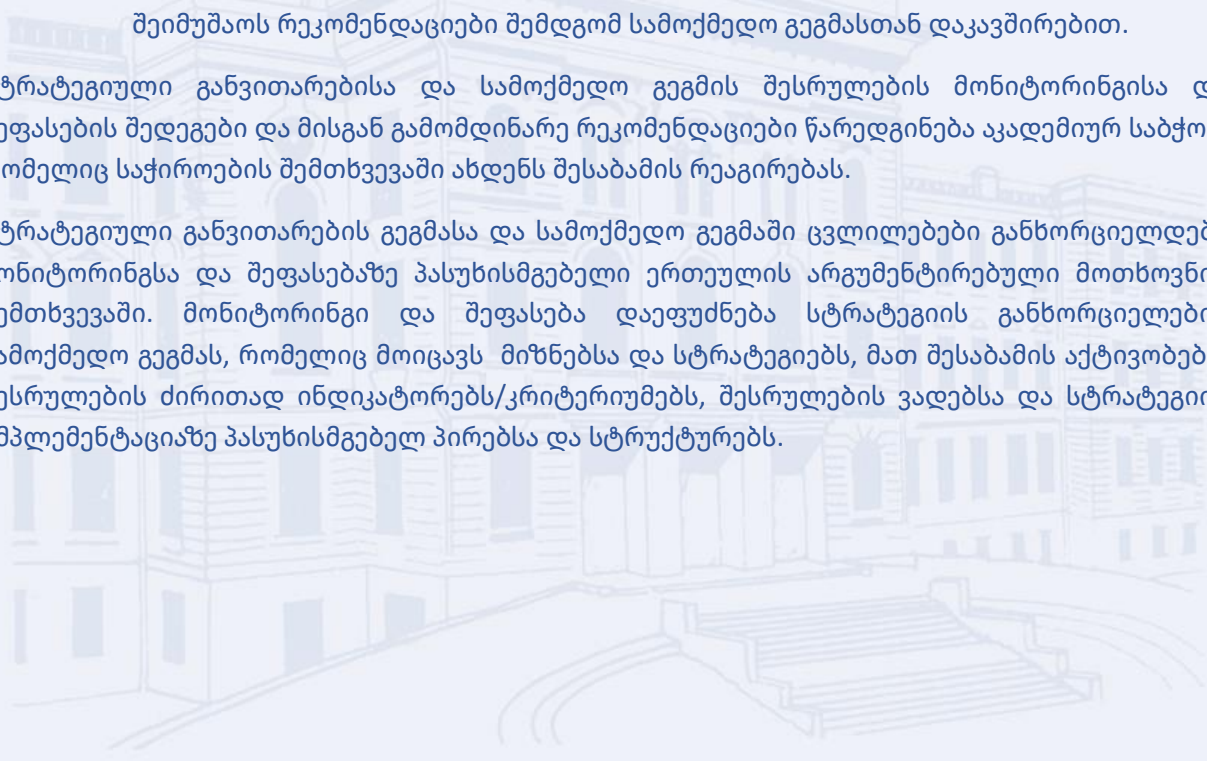 შეიმუშაოს რეკომენდაციები შემდგომ სამოქმედო გეგმასთან დაკავშირებით.
ტრატეგიული განვითარებისა და სამოქმედო გეგმის შესრულების მონიტორინგისა დ
ეფასების შედეგები და მისგან გამომდინარე რეკომენდაციები წარედგინება აკადემიურ საბჭო
ომელიც საჭიროების შემთხვევაში ახდენს შესაბამის რეაგირებას.
ტრატეგიული განვითარების გეგმასა და სამოქმედო გეგმაში ცვლილებები განხორციელდებ
ონიტორინგსა და შეფასებაზე პასუხისმგებელი ერთეულის არგუმენტირებული მოთხოვნი
ემთხვევაში. მონიტორინგი და შეფასება დაეფუძნება სტრატეგიის განხორციელები
ამოქმედო გეგმას, რომელიც მოიცავს მიზნებსა და სტრატეგიებს, მათ შესაბამის აქტივობებ
ესრულების ძირითად ინდიკატორებს/კრიტერიუმებს, შესრულების ვადებსა და სტრატეგიი
მპლემენტაციაზე პასუხისმგებელ პირებსა და სტრუქტურებს.